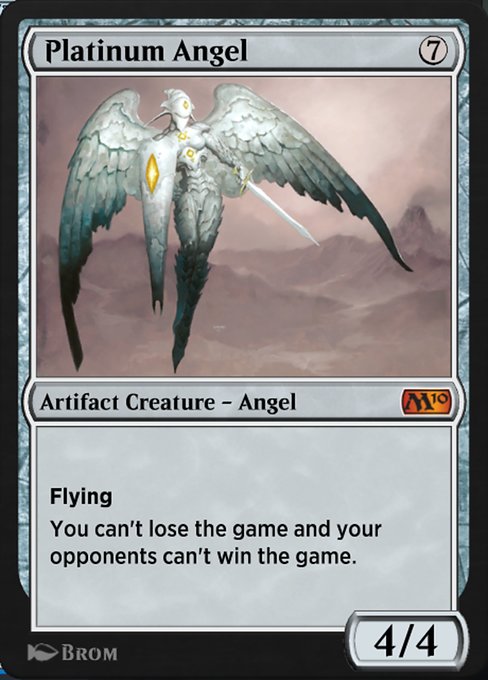 Platinum Angel 7
Artifact Creature – Angel M10
Flying
You can't lose the game and your
opponents can't win the game.
Brom
4/4